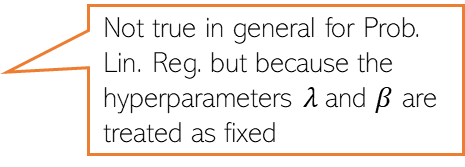 Not true in general for Prob.
Lin. Reg. but because the
hyperparameters λ and β are
treated as fixed